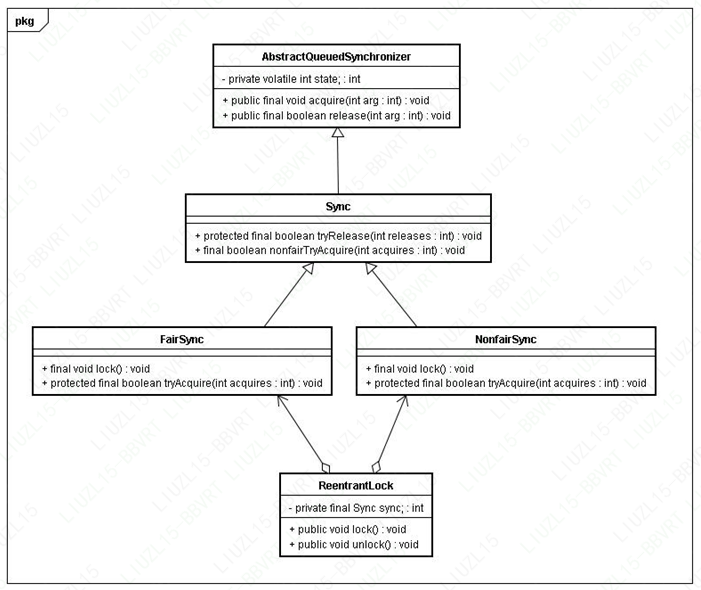 pkg
AbstractQueuedSynchronizer
- private volatile int state; : int
+ public final void acquire(int arg : int) : void
+ public final boolean release(int arg : int) : void
Sync
+ protected final boolean tryRelease(int releases : int) : void
+ final boolean nonfairTryAcquire(int acquires : int) : void
FairSync
+ final void lock() : void
+ protected final boolean tryAcquire(int acquires : int) : void
NonfairSync
+ final void lock() : void
+ protected final boolean tryAcquire(int acquires : int) : void
ReentrantLock
- private final Sync sync; : int
+ public void lock() : void
+ public void unlock() : void
LIUZL15-BBVRT